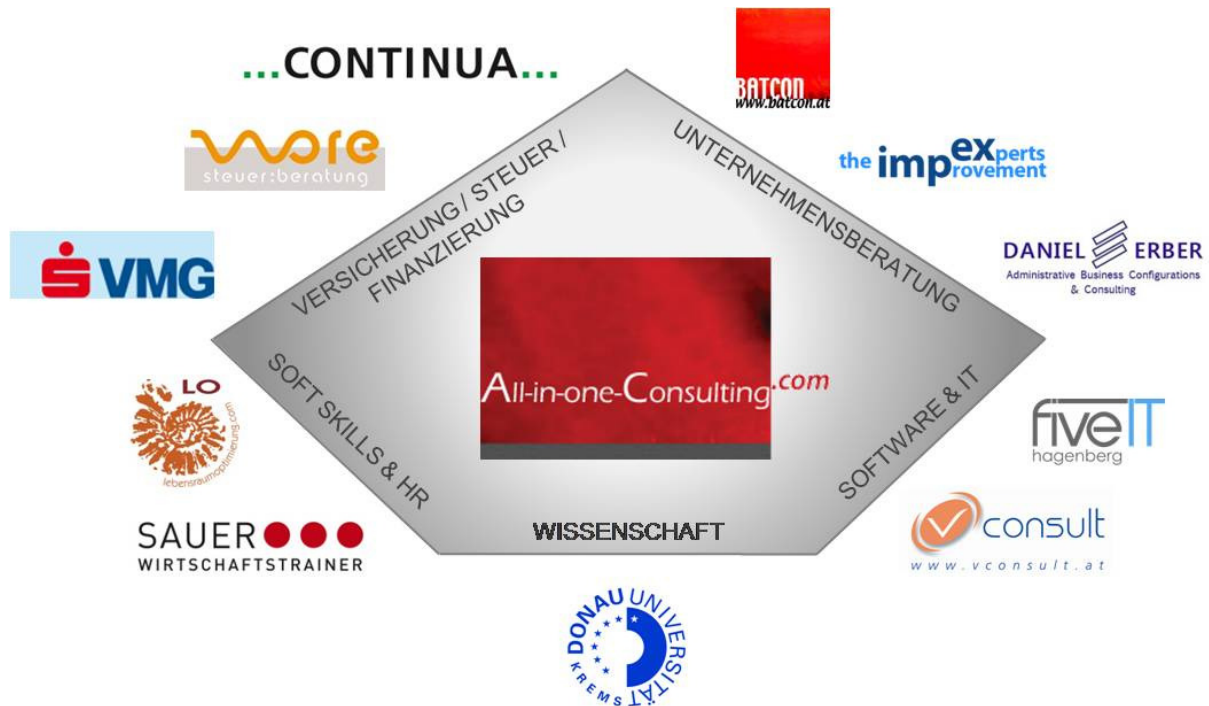 ...CONTINUA...
BATCON
www.batcon.at
more
steuer:beratung
the improvement experts
VERSICHERUNG / STEUER /
FINANZIERUNG
UNTERNEHMENSBERATUNG
S VMG
DANIEL ERBER
Administrative Business Configurations
& Consulting
All-in-one-Consulting.com
SOFT SKILLS & HR
SOFTWARE & IT
LO
lebensraumoptimierung.com
fiveIT
hagenberg
SAUER
WIRTSCHAFTSTRAINER
WISSENSCHAFT
V consult
www.vconsult.at
DONAU UNIVERSITÄT
KREMS